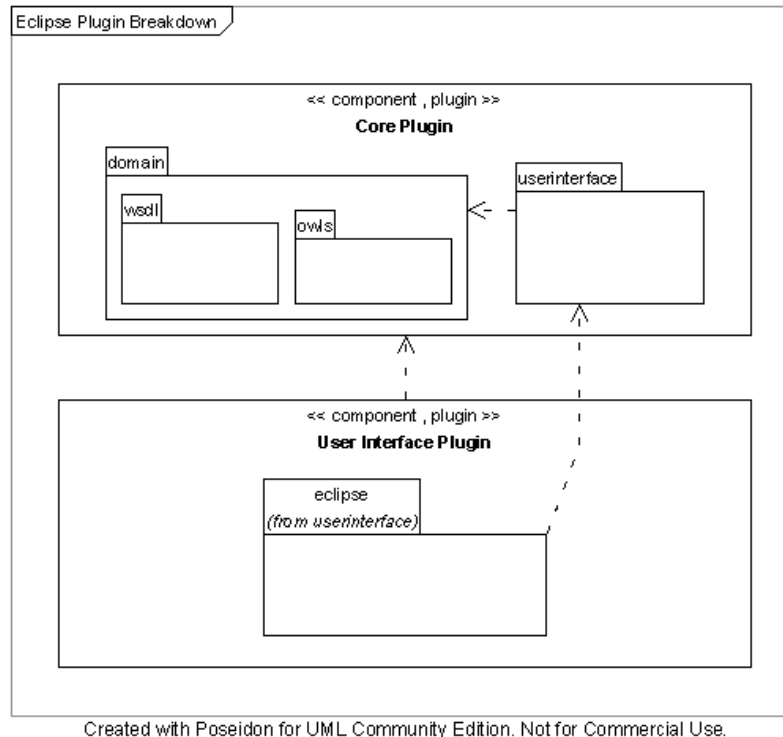 Eclipse Plugin Breakdown
<< component , plugin >>
Core Plugin
domain
wsdl
owls
userinterface
<< component , plugin >>
User Interface Plugin
eclipse
(from userinterface)
Created with Poseidon for UML Community Edition. Not for Commercial Use.